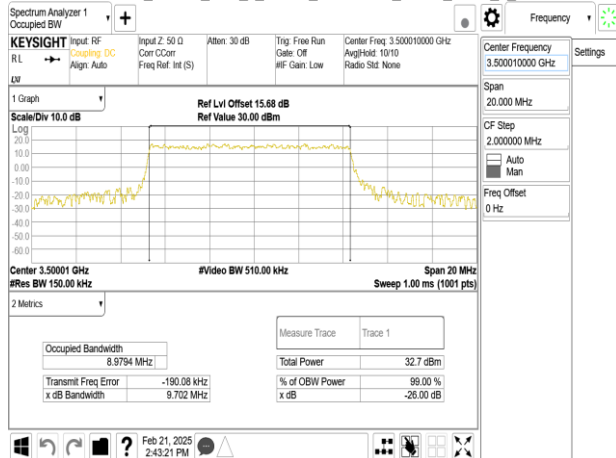 Spectrum Analyzer 1
Occupied BW
Frequency
KEYSIGHT
RL
Input: RF
Coupling: DC
Align: Auto
Input Z: 50 Ω
Corr CCorr
Freq Ref: Int (S)
Atten: 30 dB
Trig: Free Run
Gate: Off
#IF Gain: Low
Center Freq: 3.500010000 GHz
Avg|Hold: 10/10
Radio Std: None
Center Frequency
3.500010000 GHz
Settings
Span
20.000 MHz
CF Step
2.000000 MHz
Auto
Man
Freq Offset
0 Hz
1 Graph
Scale/Div 10.0 dB
Ref Lvl Offset 15.68 dB
Ref Value 30.00 dBm
Log
20.0
10.0
0.00
-10.0
-20.0
-30.0
-40.0
-50.0
-60.0
Center 3.50001 GHz
#Video BW 510.00 kHz
Span 20 MHz
#Res BW 150.00 kHz
Sweep 1.00 ms (1001 pts)
2 Metrics
Measure Trace Trace 1
Occupied Bandwidth
8.9794 MHz
Total Power 32.7 dBm
Transmit Freq Error -190.08 kHz
% of OBW Power 99.00 %
x dB Bandwidth 9.702 MHz
x dB -26.00 dB
?
Feb 21, 2025
2:43:21 PM